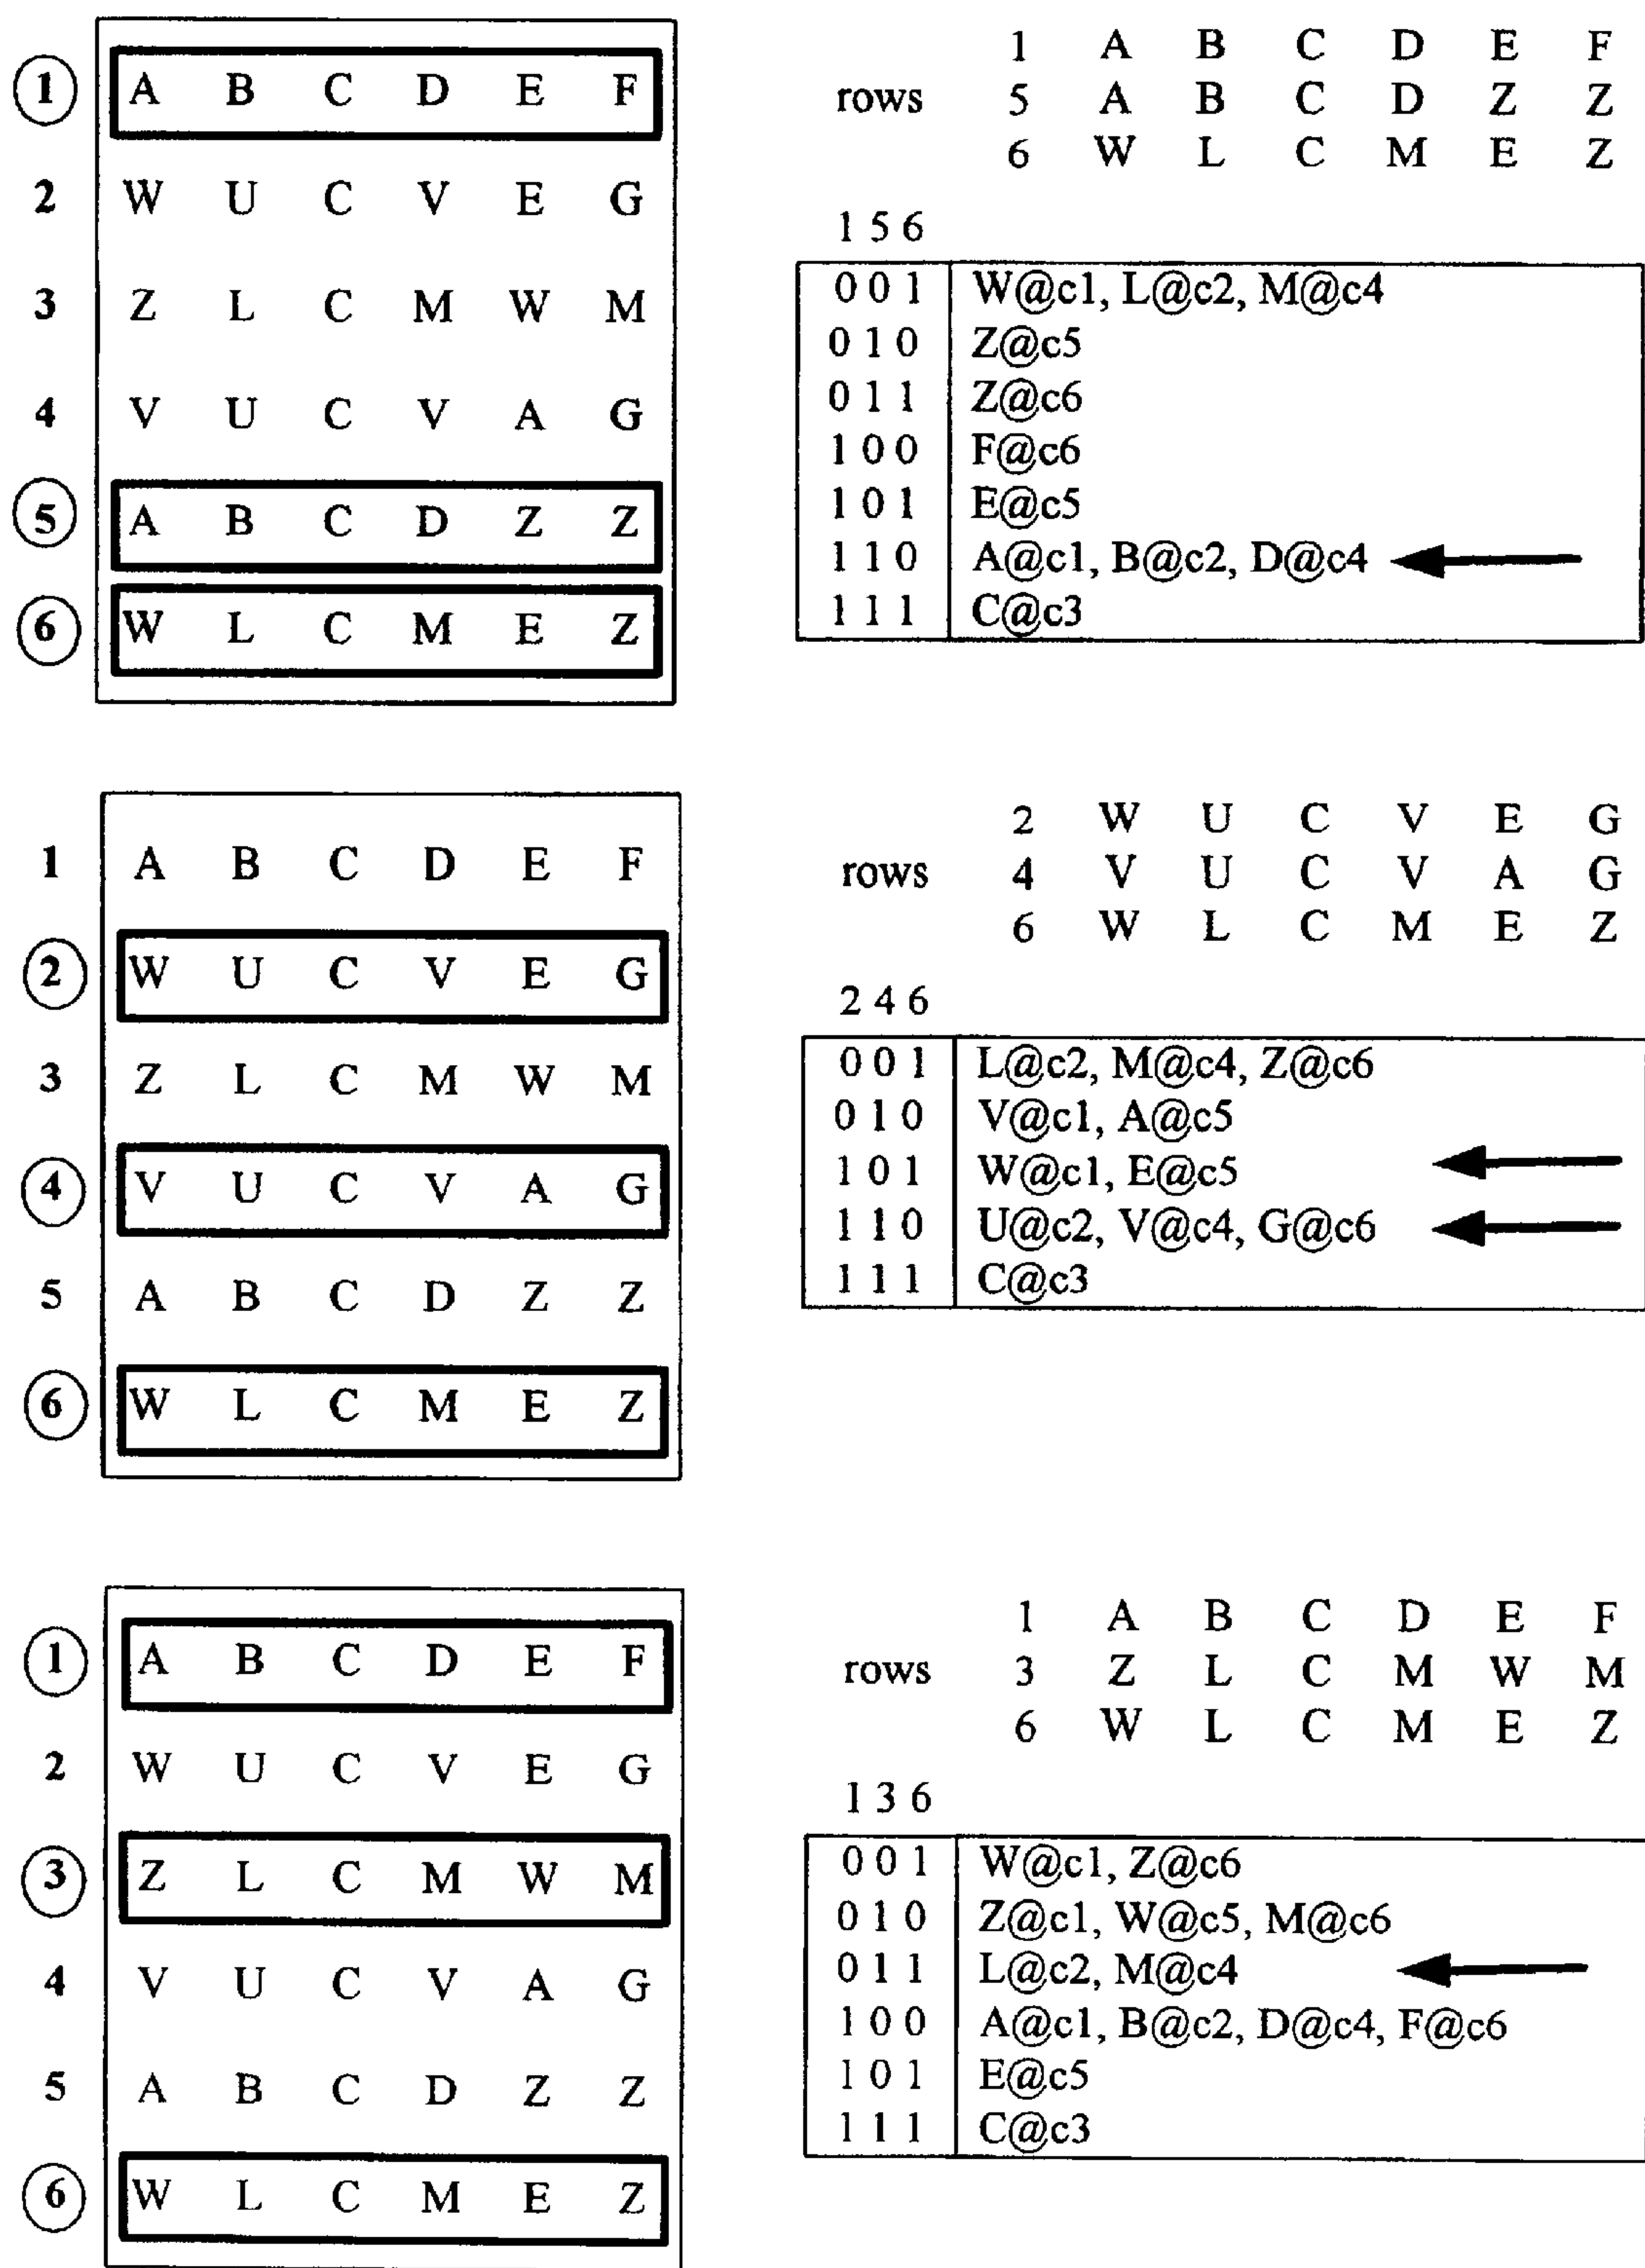 1 A B C D E F
2 W U C V E G
3 Z L C M W M
4 V U C V A G
5 A B C D Z Z
6 W L C M E Z
1 A B C D E F
rows 5 A B C D Z Z
6 W L C M E Z
1 5 6
0 0 1 W@c1, L@c2, M@c4
0 1 0 Z@c5
0 1 1 Z@c6
1 0 0 F@c6
1 0 1 E@c5
1 1 0 A@c1, B@c2, D@c4
1 1 1 C@c3
1 A B C D E F
2 W U C V E G
3 Z L C M W M
4 V U C V A G
5 A B C D Z Z
6 W L C M E Z
2 W U C V E G
rows 4 V U C V A G
6 W L C M E Z
2 4 6
0 0 1 L@c2, M@c4, Z@c6
0 1 0 V@c1, A@c5
1 0 1 W@c1, E@c5
1 1 0 U@c2, V@c4, G@c6
1 1 1 C@c3
1 A B C D E F
2 W U C V E G
3 Z L C M W M
4 V U C V A G
5 A B C D Z Z
6 W L C M E Z
1 A B C D E F
rows 3 Z L C M W M
6 W L C M E Z
1 3 6
0 0 1 W@c1, Z@c6
0 1 0 Z@c1, W@c5, M@c6
0 1 1 L@c2, M@c4
1 0 0 A@c1, B@c2, D@c4, F@c6
1 0 1 E@c5
1 1 1 C@c3